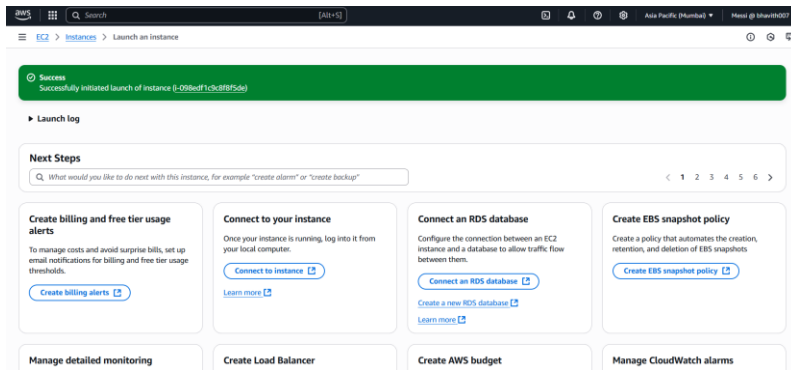 aws
Search
[Alt+S]
Asia Pacific (Mumbai)
Messi @ bhavith007
EC2 > Instances > Launch an instance
Success
Successfully initiated launch of instance (i-098edf1c9c8f8f5de)
Launch log
Next Steps
What would you like to do next with this instance, for example "create alarm" or "create backup"
1 2 3 4 5 6
Create billing and free tier usage
alerts
To manage costs and avoid surprise bills, set up
email notifications for billing and free tier usage
thresholds.
Create billing alerts
Connect to your instance
Once your instance is running, log into it from
your local computer.
Connect to instance
Learn more
Connect an RDS database
Configure the connection between an EC2
instance and a database to allow traffic flow
between them.
Connect an RDS database
Create a new RDS database
Learn more
Create EBS snapshot policy
Create a policy that automates the creation,
retention, and deletion of EBS snapshots
Create EBS snapshot policy
Manage detailed monitoring
Create Load Balancer
Create AWS budget
Manage CloudWatch alarms